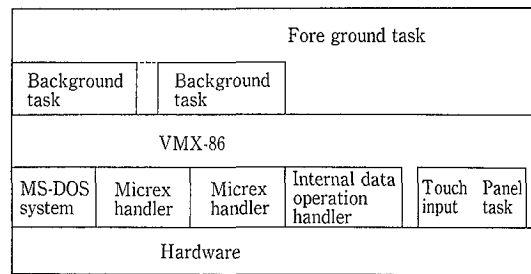 Fore ground task
Background task
Background task
VMX-86
MS-DOS system
Micrex handler
Micrex handler
Internal data operation handler
Touch Panel input task
Hardware